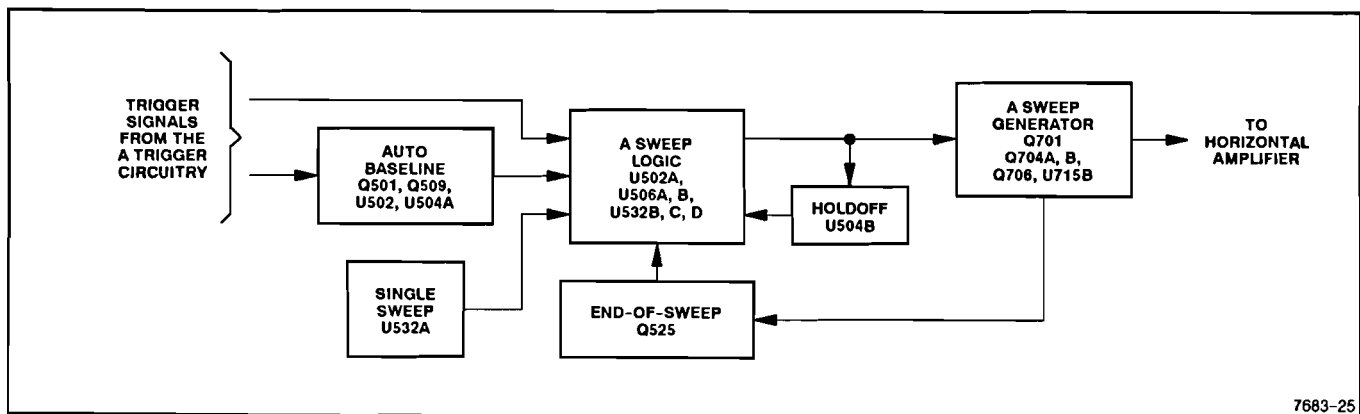 TRIGGER
SIGNALS
FROM THE
A TRIGGER
CIRCUITRY
AUTO
BASELINE
Q501, Q509,
U502, U504A
SINGLE
SWEEP
U532A
A SWEEP
LOGIC
U502A,
U506A, B,
U532B, C, D
END-OF-SWEEP
Q525
HOLDOFF
U504B
A SWEEP
GENERATOR
Q701
Q704A, B,
Q706, U715B
TO
HORIZONTAL
AMPLIFIER
7683-25